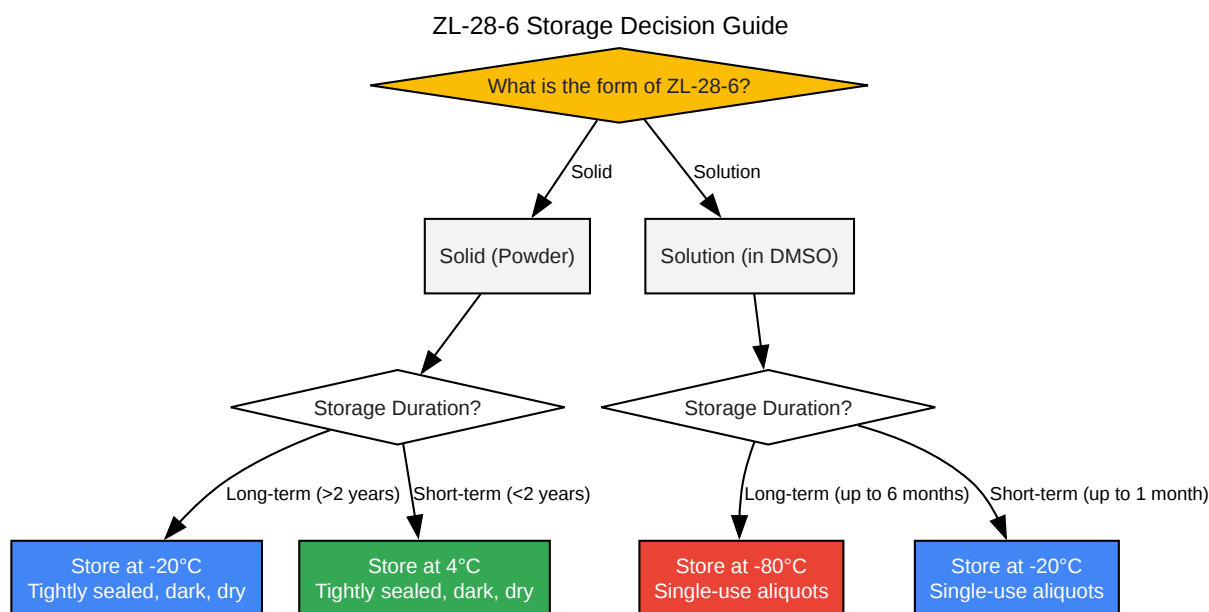 ZL-28-6 Storage Decision Guide
What is the form of ZL-28-6?
Solid
Solution
Solid (Powder)
Solution (in DMSO)
Storage Duration?
Storage Duration?
Long-term (>2 years)
Short-term (<2 years)
Long-term (up to 6 months)
Short-term (up to 1 month)
Store at -20°C
Tightly sealed, dark, dry
Store at 4°C
Tightly sealed, dark, dry
Store at -80°C
Single-use aliquots
Store at -20°C
Single-use aliquots